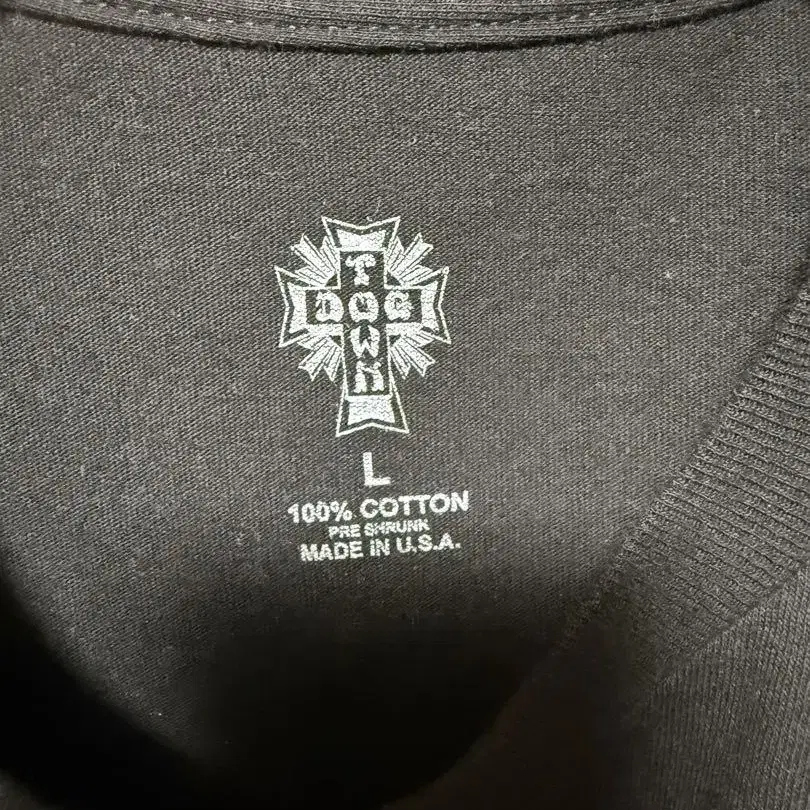 DOG
TOWN
L
100% COTTON
PRE SHRUNK
MADE IN U.S.A.